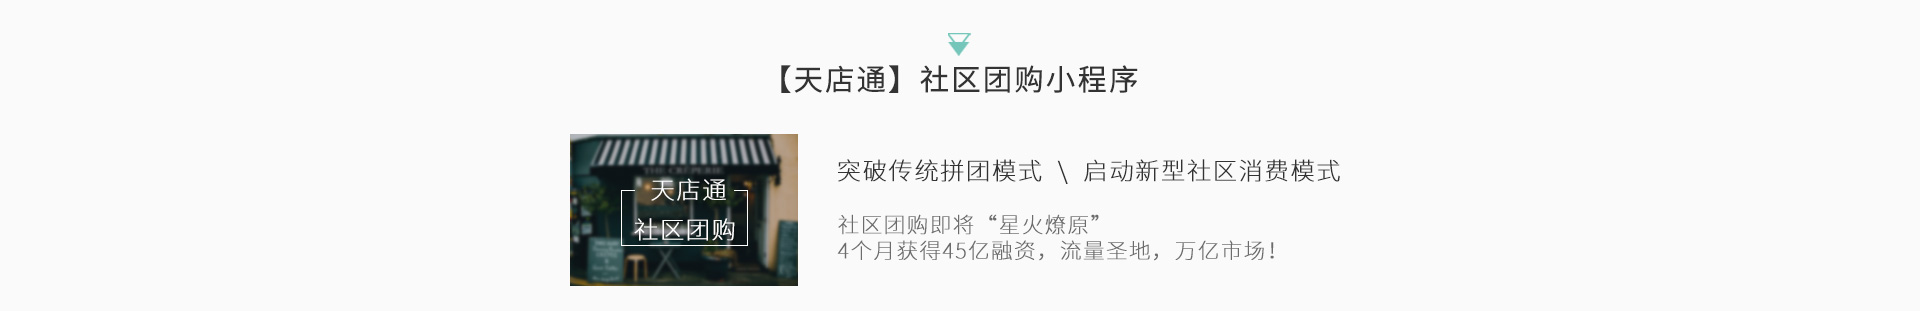 【天店通】社区团购小程序
天店通
社区团购
突破传统拼团模式 \ 启动新型社区消费模式
社区团购即将“星火燎原”
4个月获得45亿融资，流量圣地，万亿市场！